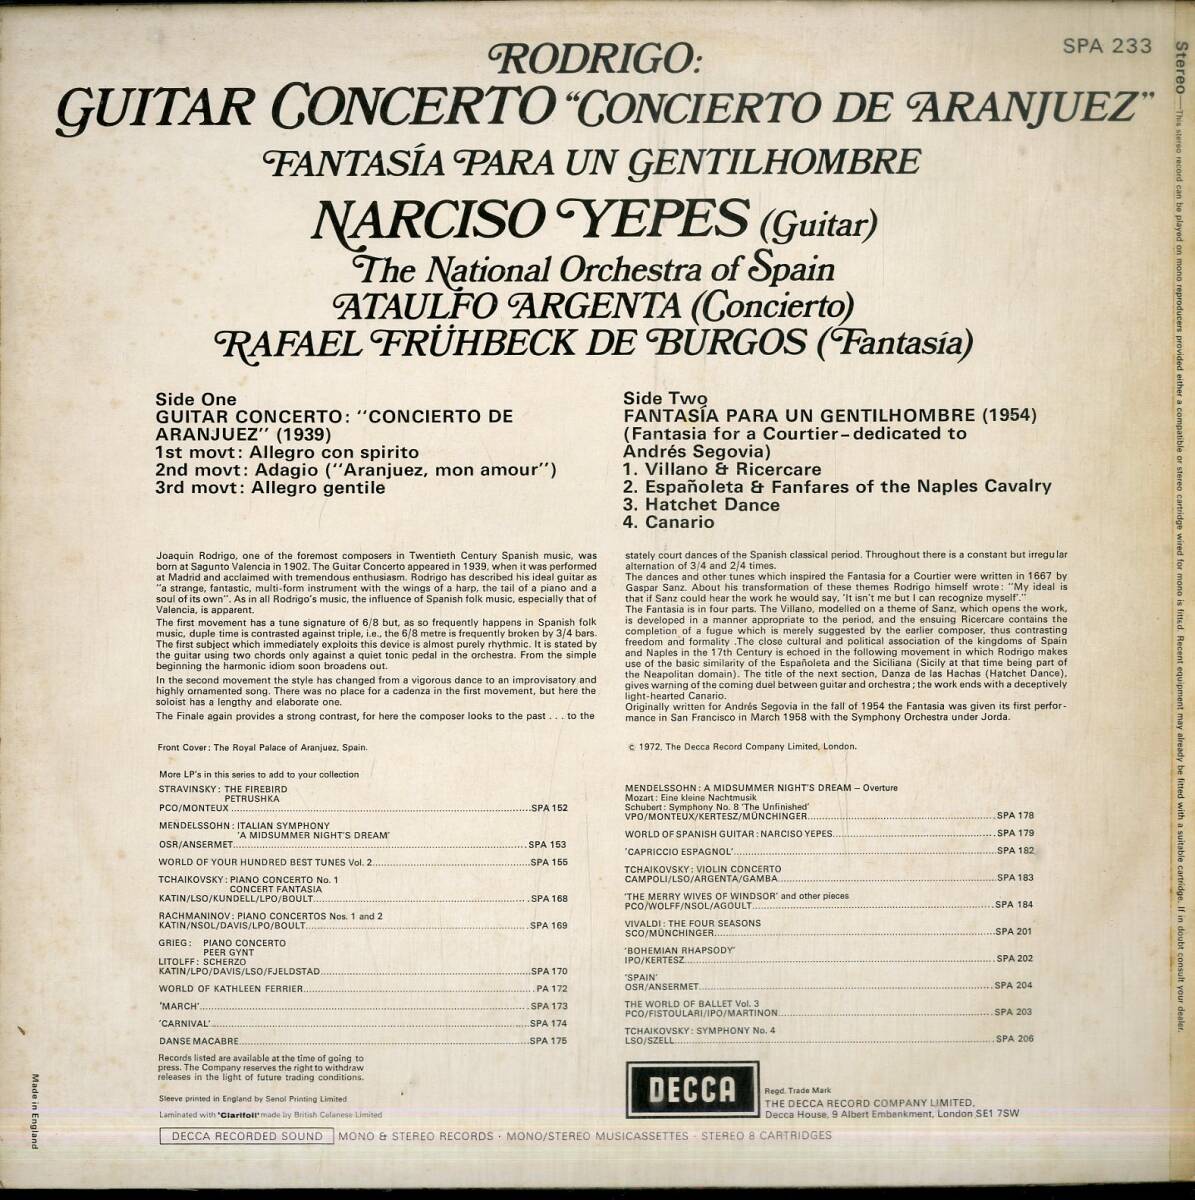 SPA 233
RODRIGO:
GUITAR CONCERTO "CONCIERTO DE ARANJUEZ"
FANTASÍA PARA UN GENTILHOMBRE
NARCISO YEPES (Guitar)
The National Orchestra of Spain
ATAULFO ARGENTA (Concierto)
RAFAEL FRÜHBECK DE BURGOS (Fantasía)
Side One
GUITAR CONCERTO: "CONCIERTO DE
ARANJUEZ" (1939)
1st movt: Allegro con spirito
2nd movt: Adagio ("Aranjuez, mon amour")
3rd movt: Allegro gentile
Side Two
FANTASÍA PARA UN GENTILHOMBRE (1954)
(Fantasia for a Courtier–dedicated to
Andrés Segovia)
1. Villano & Ricercare
2. Españoleta & Fanfares of the Naples Cavalry
3. Hatchet Dance
4. Canario
Joaquin Rodrigo, one of the foremost composers in Twentieth Century Spanish music, was
born at Sagunto Valencia in 1902. The Guitar Concerto appeared in 1939, when it was performed
at Madrid and acclaimed with tremendous enthusiasm. Rodrigo has described his ideal guitar as
"a strange, fantastic, multi-form instrument with the wings of a harp, the tail of a piano and a
soul of its own". As in all Rodrigo's music, the influence of Spanish folk music, especially that of
Valencia, is apparent.
The first movement has a tune signature of 6/8 but, as so frequently happens in Spanish folk
music, duple time is contrasted against triple, i.e., the 6/8 metre is frequently broken by 3/4 bars.
The first subject which immediately exploits this device is almost purely rhythmic. It is stated by
the guitar using two chords only against a quiet tonic pedal in the orchestra. From the simple
beginning the harmonic idiom soon broadens out.
In the second movement the style has changed from a vigorous dance to an improvisatory and
highly ornamented song. There was no place for a cadenza in the first movement, but here the
soloist has a lengthy and elaborate one.
The Finale again provides a strong contrast, for here the composer looks to the past . . . to the
stately court dances of the Spanish classical period. Throughout there is a constant but irregular
alternation of 3/4 and 2/4 times.
The dances and other tunes which inspired the Fantasia for a Courtier were written in 1667 by
Gaspar Sanz. About his transformation of these themes Rodrigo himself wrote: "My ideal is
that if Sanz could hear the work he would say, 'It isn't me but I can recognize myself'."
The Fantasia is in four parts. The Villano, modelled on a theme of Sanz, which opens the work,
is developed in a manner appropriate to the period, and the ensuing Ricercare contains the
completion of a fugue which is merely suggested by the earlier composer, thus contrasting
freedom and formality .The close cultural and political association of the kingdoms of Spain
and Naples in the 17th Century is echoed in the following movement in which Rodrigo makes
use of the basic similarity of the Españoleta and the Siciliana (Sicily at that time being part of
the Neapolitan domain). The title of the next section, Danza de las Hachas (Hatchet Dance),
gives warning of the coming duel between guitar and orchestra; the work ends with a deceptively
light-hearted Canario.
Originally written for Andrés Segovia in the fall of 1954 the Fantasia was given its first perfor-
mance in San Francisco in March 1958 with the Symphony Orchestra under Jorda.
Front Cover: The Royal Palace of Aranjuez, Spain.
© 1972, The Decca Record Company Limited, London.
More LP's in this series to add to your collection
STRAVINSKY: THE FIREBIRD
PETRUSHKA
PCO/MONTEUX ........ SPA 152
MENDELSSOHN: ITALIAN SYMPHONY
'A MIDSUMMER NIGHT'S DREAM'
OSR/ANSERMET ........ SPA 153
WORLD OF YOUR HUNDRED BEST TUNES Vol. 2 ........ SPA 155
TCHAIKOVSKY: PIANO CONCERTO No. 1
CONCERT FANTASIA
KATIN/LSO/KUNDELL/LPO/BOULT ........ SPA 168
RACHMANINOV: PIANO CONCERTOS Nos. 1 and 2
KATIN/NSOL/DAVIS/LPO/BOULT ........ SPA 169
GRIEG: PIANO CONCERTO
PEER GYNT
LITOLFF: SCHERZO
KATIN/LPO/DAVIS/LSO/FJELDSTAD ........ SPA 170
WORLD OF KATHLEEN FERRIER ........ PA 172
'MARCH' ........ SPA 173
'CARNIVAL' ........ SPA 174
DANSE MACABRE ........ SPA 175
Records listed are available at the time of going to
press. The Company reserves the right to withdraw
releases in the light of future trading conditions.
Sleeve printed in England by Senol Printing Limited
Laminated with 'Clarifoil' made by British Celanese Limited
MENDELSSOHN: A MIDSUMMER NIGHT'S DREAM – Overture
Mozart: Eine kleine Nachtmusik
Schubert: Symphony No. 8 'The Unfinished'
VPO/MONTEUX/KERTESZ/MÜNCHINGER ........ SPA 178
WORLD OF SPANISH GUITAR: NARCISO YEPES ........ SPA 179
'CAPRICCIO ESPAGNOL' ........ SPA 182
TCHAIKOVSKY: VIOLIN CONCERTO
CAMPOLI/LSO/ARGENTA/GAMBA ........ SPA 183
'THE MERRY WIVES OF WINDSOR' and other pieces
PCO/WOLFF/NSOL/AGOULT ........ SPA 184
VIVALDI: THE FOUR SEASONS
SCO/MÜNCHINGER ........ SPA 201
'BOHEMIAN RHAPSODY'
IPO/KERTESZ ........ SPA 202
'SPAIN'
OSR/ANSERMET ........ SPA 204
THE WORLD OF BALLET Vol. 3
PCO/FISTOULARI/IPO/MARTINON ........ SPA 203
TCHAIKOVSKY: SYMPHONY No. 4
LSO/SZELL ........ SPA 206
DECCA
Regd. Trade Mark
THE DECCA RECORD COMPANY LIMITED,
Decca House, 9 Albert Embankment, London SE1 7SW
DECCA RECORDED SOUND MONO & STEREO RECORDS · MONO/STEREO MUSICASSETTES · STEREO 8 CARTRIDGES
Made in England
Stereo—This stereo record can be played on mono reproducers provided either a compatible or stereo cartridge wired for mono is fitted. Recent equipment may already be fitted with a suitable cartridge. If in doubt consult your dealer.